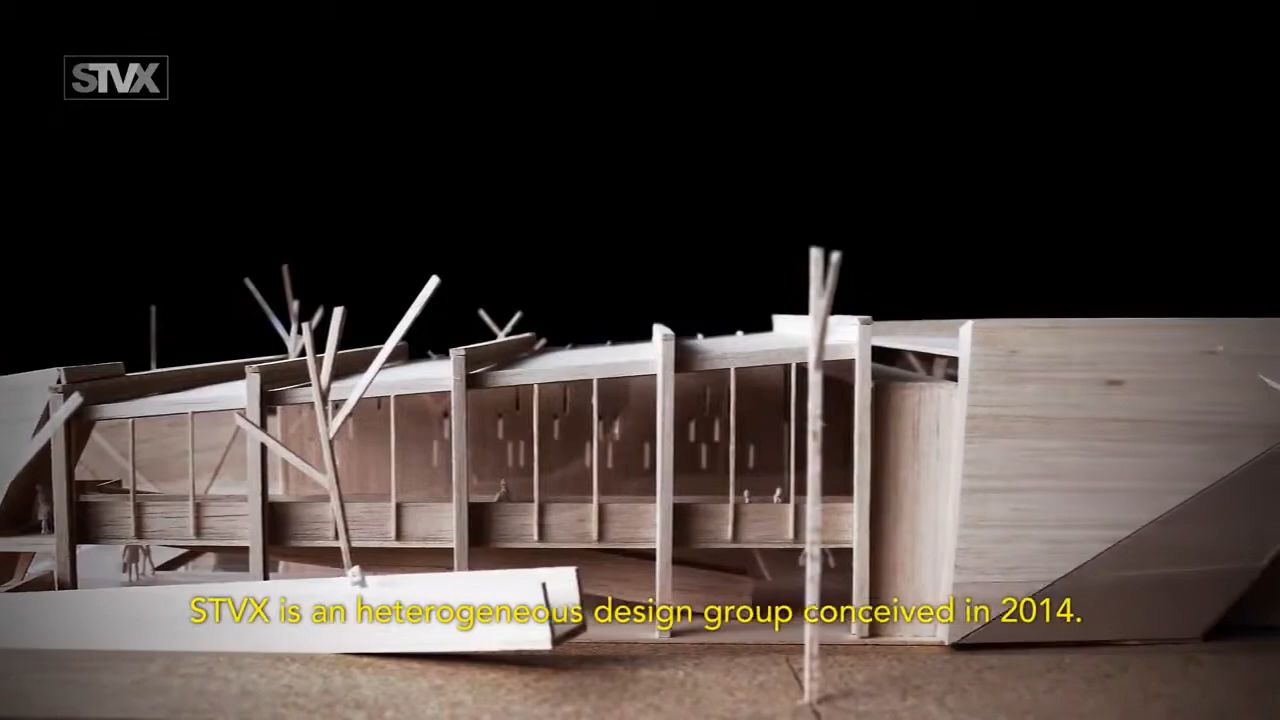 STVX
STVX is an heterogeneous design group conceived in 2014.